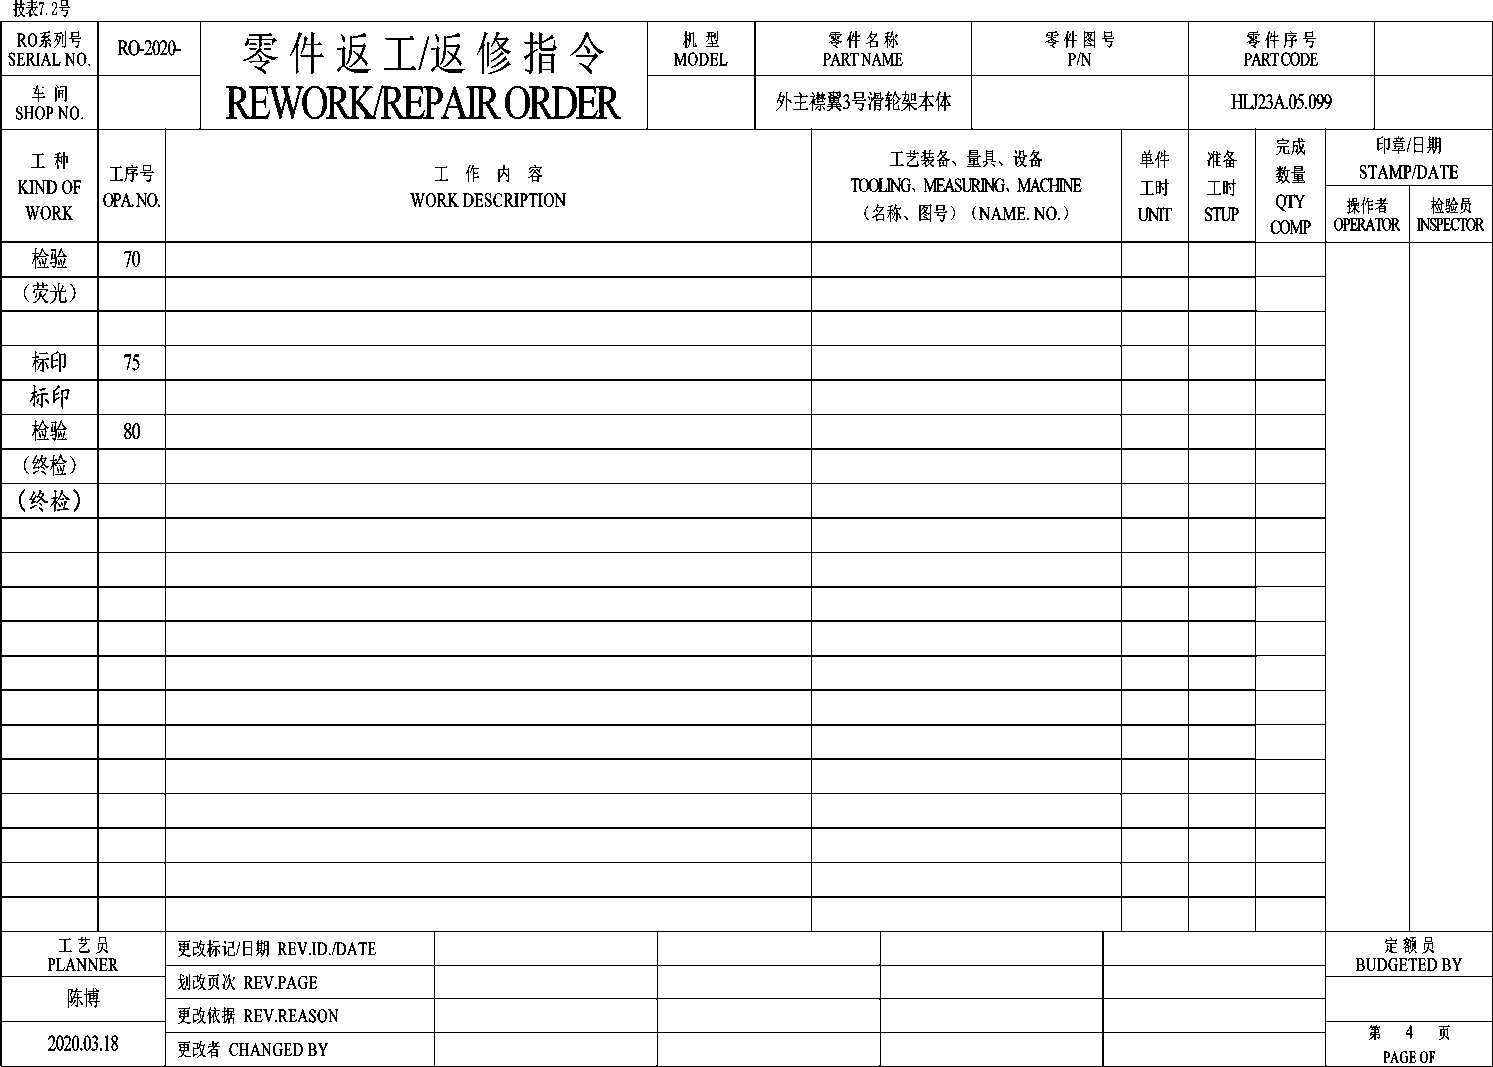 技表7.2号
RO系列号
SERIAL NO.
RO-2020-
零件返工/返修指令
REWORK/REPAIR ORDER
机型
MODEL
零件名称
PART NAME
零件图号
P/N
零件序号
PART CODE
车间
SHOP NO.
外主襟翼3号滑轮架本体
HLJ23A.05.099
工种
KIND OF
WORK
工序号
OPA. NO.
工作内容
WORK DESCRIPTION
工艺装备、量具、设备
TOOLING、MEASURING、MACHINE
（名称、图号）（NAME. NO.）
单件
工时
UNIT
准备
工时
STUP
完成
数量
QTY
COMP
印章/日期
STAMP/DATE
操作者
OPERATOR
检验员
INSPECTOR
检验 70
（荧光）
标印 75
标印
检验 80
（终检）
（终检）
工艺员
PLANNER
陈博
2020.03.18
更改标记/日期 REV.ID./DATE
划改页次 REV.PAGE
更改依据 REV.REASON
更改者 CHANGED BY
定额员
BUDGETED BY
第 4 页
PAGE OF